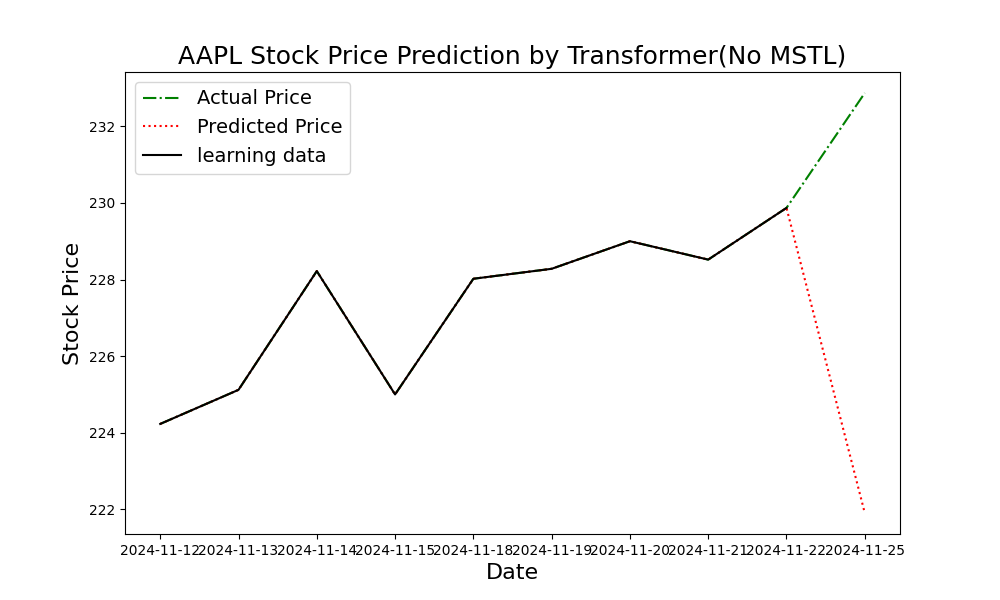 AAPL Stock Price Prediction by Transformer(No MSTL)
Actual Price
Predicted Price
learning data
232
230
228
226
224
222
Stock Price
2024-11-12 2024-11-13 2024-11-14 2024-11-15 2024-11-18 2024-11-19 2024-11-20 2024-11-21 2024-11-22 2024-11-25
Date